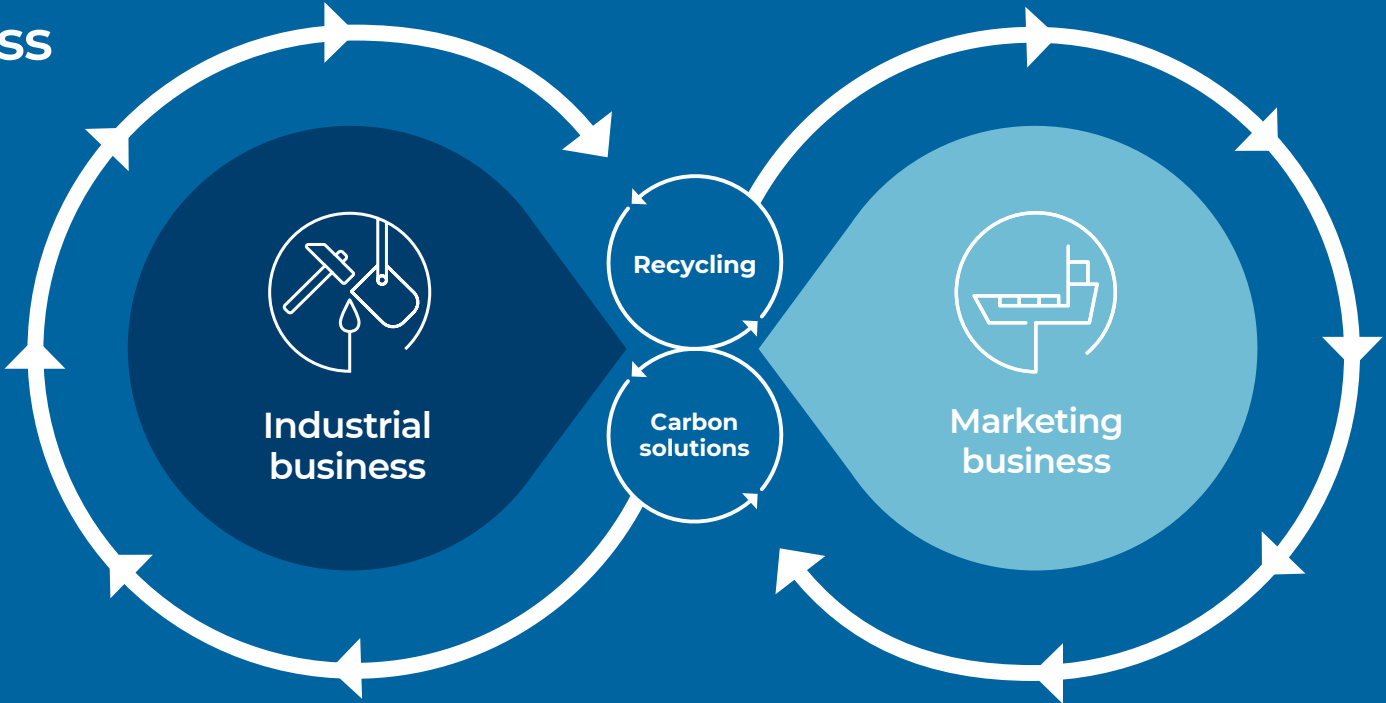 ss
Recycling
Carbon
solutions
Industrial
business
Marketing
business